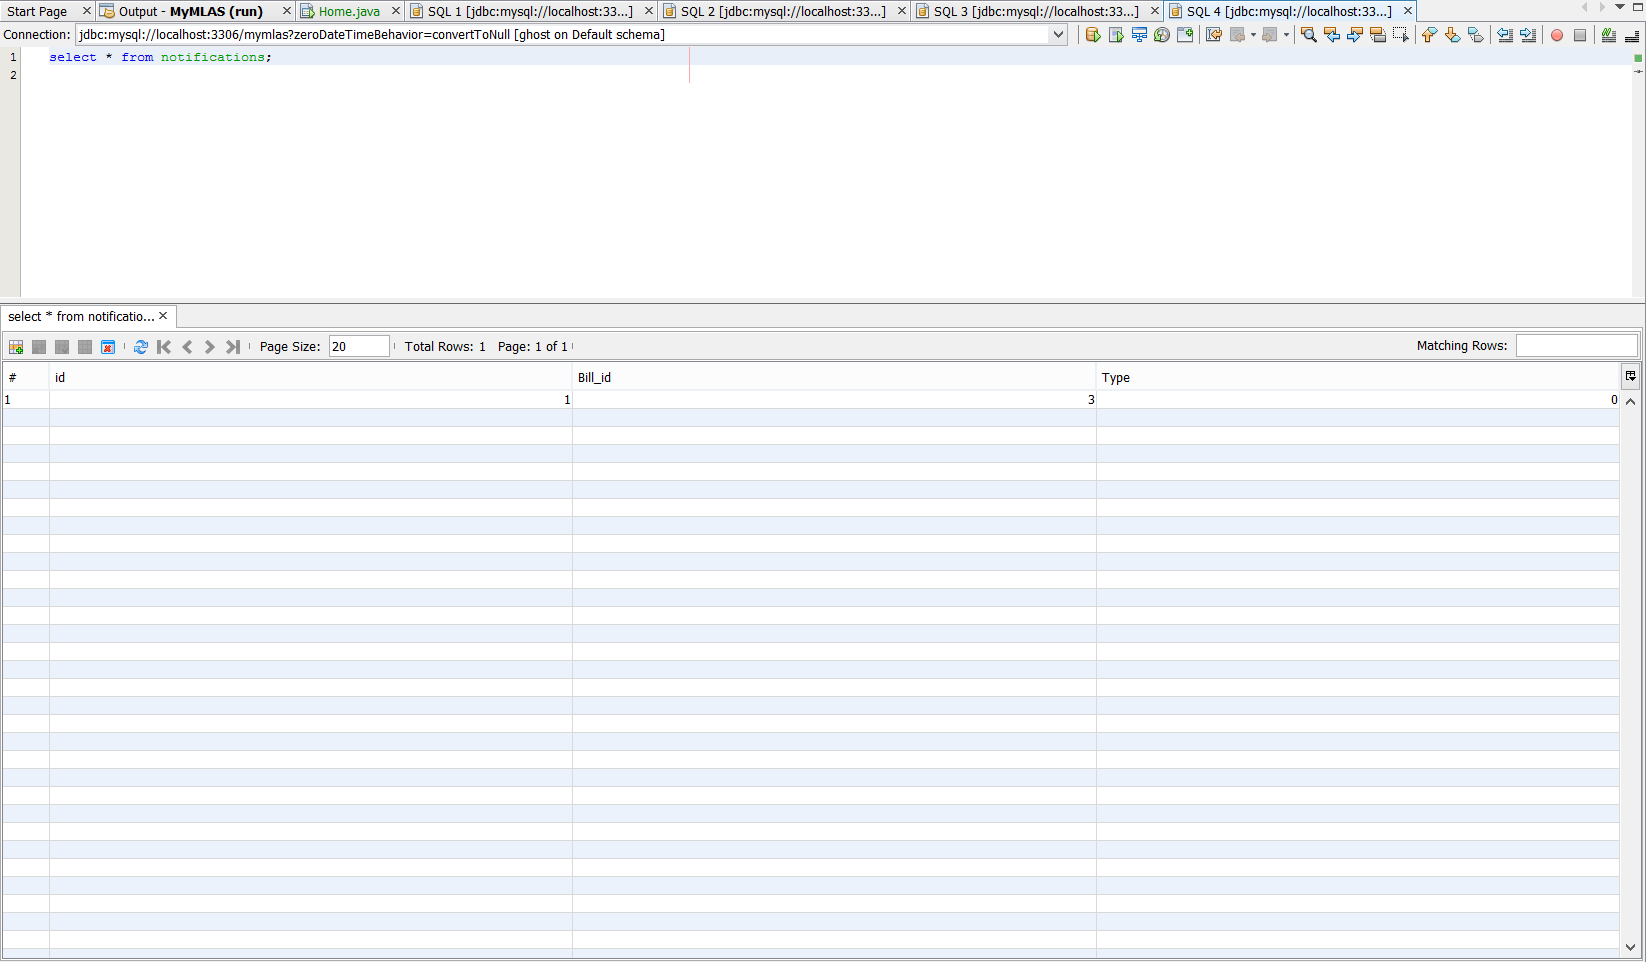 Start Page Output - MyMLAS (run) Home.java SQL 1 [jdbc:mysql://localhost:33...] SQL 2 [jdbc:mysql://localhost:33...] SQL 3 [jdbc:mysql://localhost:33...] SQL 4 [jdbc:mysql://localhost:33...]
Connection: jdbc:mysql://localhost:3306/mymlas?zeroDateTimeBehavior=convertToNull [ghost on Default schema]
1 select * from notifications;
2
select * from notificatio...
Page Size: 20 Total Rows: 1 Page: 1 of 1 Matching Rows:
# id Bill_id Type
1 1 3 0